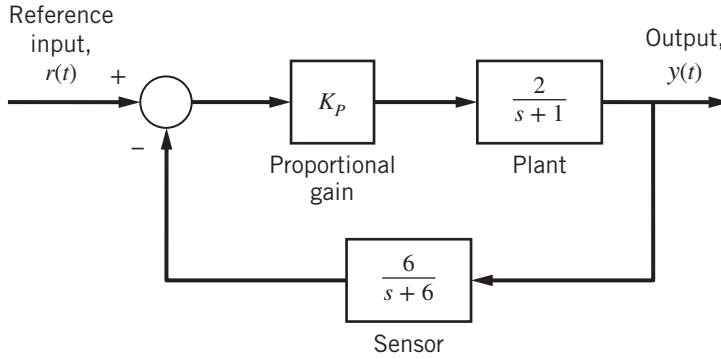 Reference
input,
r(t)
+
−
K_P
Proportional
gain
2
s + 1
Plant
Output,
y(t)
6
s + 6
Sensor